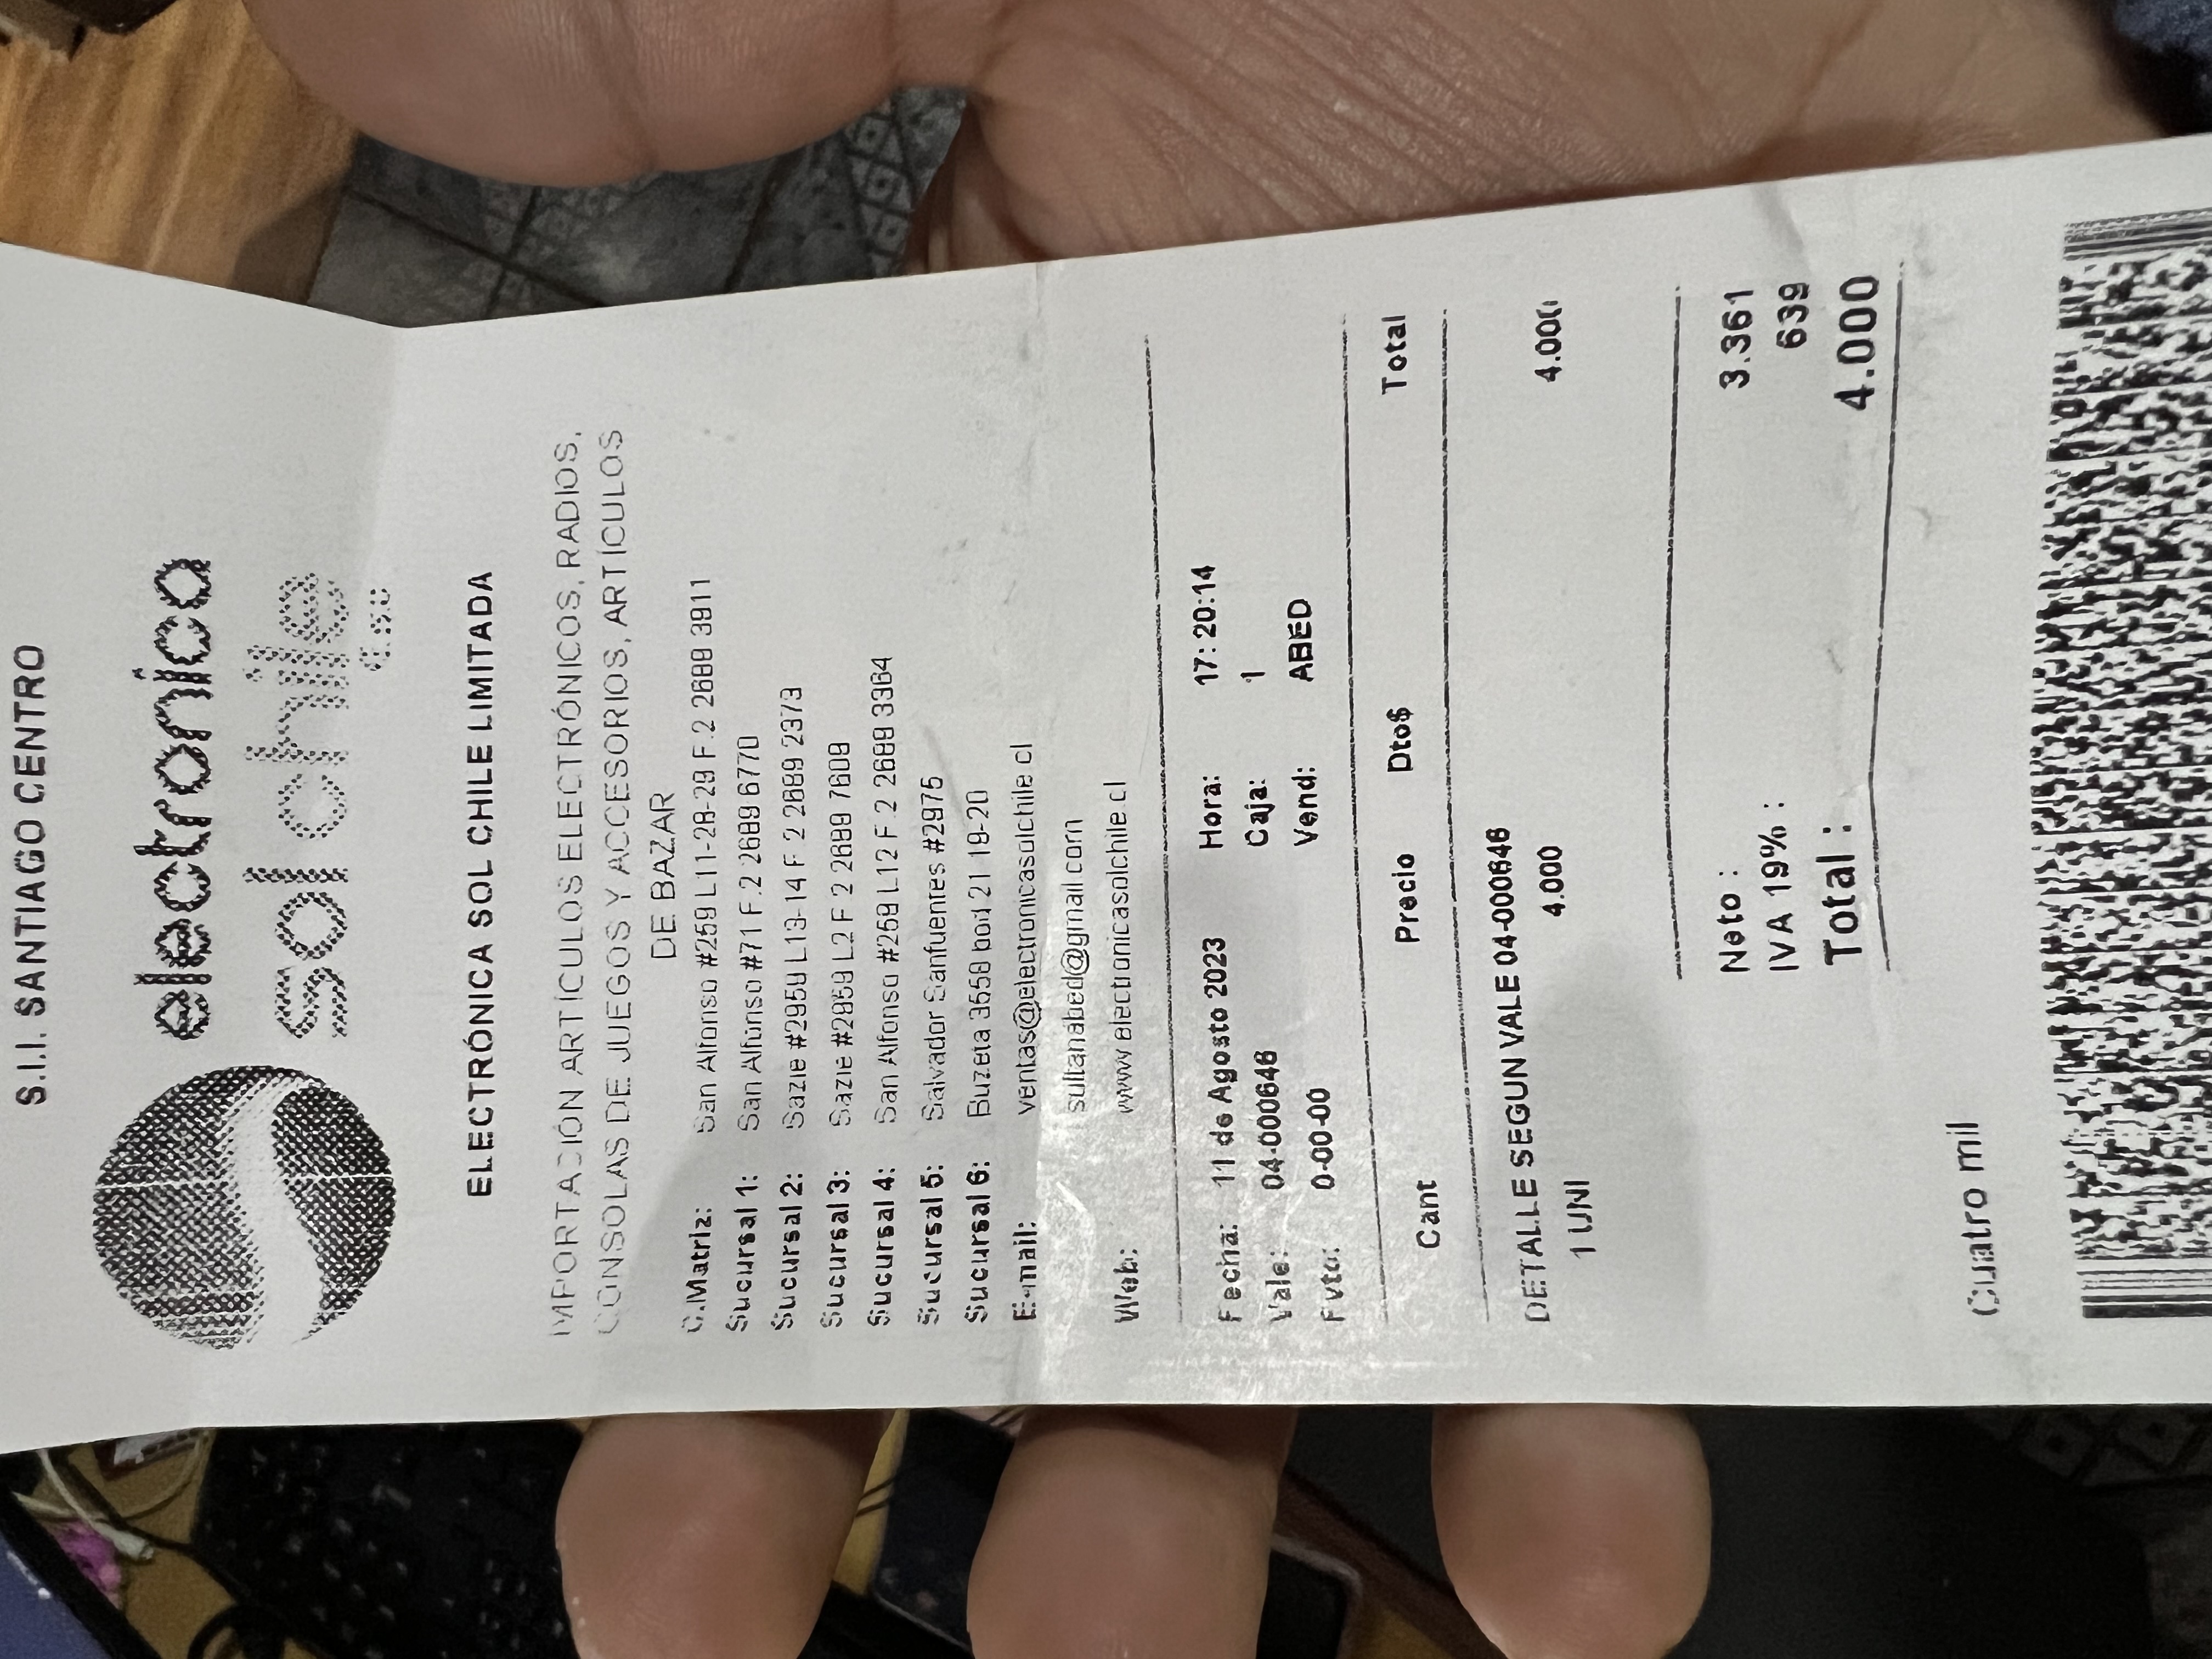 S.I.I. SANTIAGO CENTRO
electronica
sol chile
ELECTRÓNICA SOL CHILE LIMITADA
IMPORTACIÓN ARTÍCULOS ELECTRÓNICOS, RADIOS,
CONSOLAS DE JUEGOS Y ACCESORIOS, ARTÍCULOS
DE BAZAR
C.Matriz: San Alfonso #259 L11-28-29 F.2 2689 3911
Sucursal 1: San Alfonso #71 F.2 2689 6770
Sucursal 2: Sazie #2959 L13-14 F 2 2689 2373
Sucursal 3: Sazie #2959 L2 F 2 2699 7609
Sucursal 4: San Alfonso #259 L12 F.2 2689 3364
Sucursal 5: Salvador Sanfuentes #2975
Sucursal 6: Buzeta 3558 bod 21 19-20
E-mail: ventas@electronicasolchile.cl
sultanabed@gmail.com
Web: www.electronicasolchile.cl
Fecha: 11 de Agosto 2023 Hora: 17: 20:14
Vale: 04-000646 Caja: 1
Fvto: 0-00-00 Vend: ABED
Cant Precio Dto$ Total
DETALLE SEGUN VALE 04-000646
1 UNI 4.000 4.000
Neto : 3.361
IVA 19% : 639
Total : 4.000
Cuatro mil